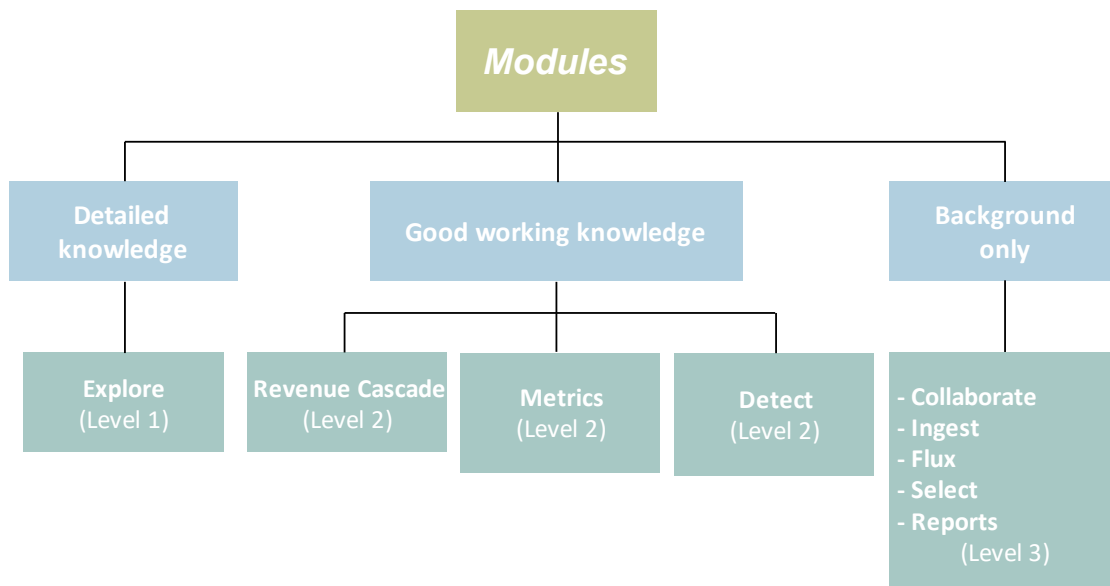 Modules
Detailed
knowledge
Good working knowledge
Background
only
Explore
(Level 1)
Revenue Cascade
(Level 2)
Metrics
(Level 2)
Detect
(Level 2)
- Collaborate
- Ingest
- Flux
- Select
- Reports
(Level 3)